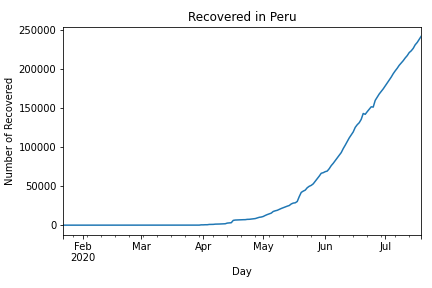 Recovered in Peru
Number of Recovered
250000
200000
150000
100000
50000
0
Feb
2020
Mar
Apr
May
Jun
Jul
Day